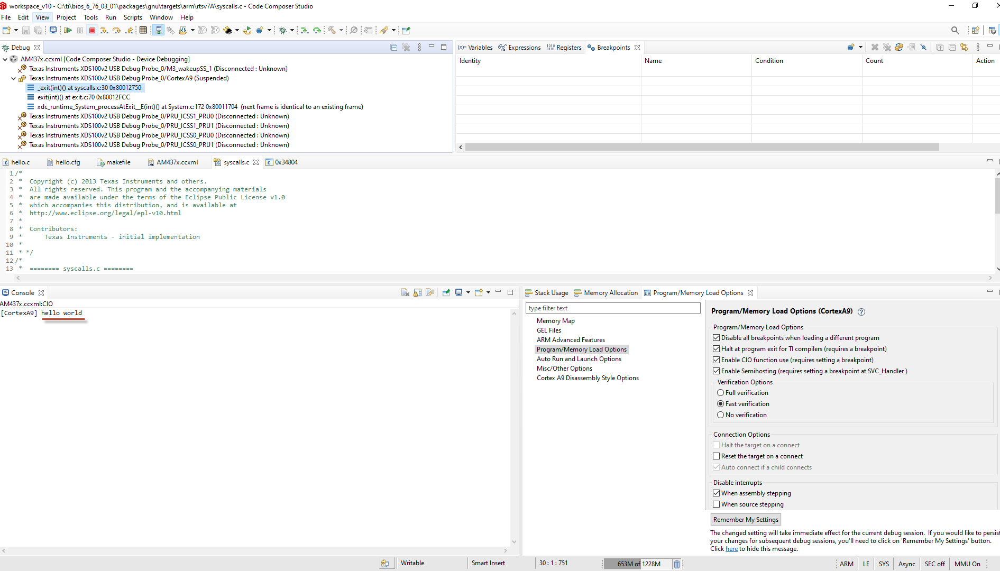 workspace_v10 - C:\ti\bios_6_76_03_01\packages\gnu\targets\arm\rtsv7A\syscalls.c - Code Composer Studio
File Edit View Project Tools Run Scripts Window Help
Debug
AM437x.ccxml [Code Composer Studio - Device Debugging]
Texas Instruments XDS100v2 USB Debug Probe_0/M3_wakeupSS_1 (Disconnected : Unknown)
Texas Instruments XDS100v2 USB Debug Probe_0/CortexA9 (Suspended)
_exit(int)() at syscalls.c:30 0x80012750
exit(int)() at exit.c:70 0x80012FCC
xdc_runtime_System_processAtExit__E(int)() at System.c:172 0x80011704 (next frame is identical to an existing frame)
Texas Instruments XDS100v2 USB Debug Probe_0/PRU_ICSS1_PRU0 (Disconnected : Unknown)
Texas Instruments XDS100v2 USB Debug Probe_0/PRU_ICSS1_PRU1 (Disconnected : Unknown)
Texas Instruments XDS100v2 USB Debug Probe_0/PRU_ICSS0_PRU0 (Disconnected : Unknown)
Texas Instruments XDS100v2 USB Debug Probe_0/PRU_ICSS0_PRU1 (Disconnected : Unknown)
(x)= Variables Expressions Registers Breakpoints
Identity Name Condition Count Action
hello.c hello.cfg makefile AM437x.ccxml syscalls.c 0x34804
1 /*
2 * Copyright (c) 2013 Texas Instruments and others.
3 * All rights reserved. This program and the accompanying materials
4 * are made available under the terms of the Eclipse Public License v1.0
5 * which accompanies this distribution, and is available at
6 * http://www.eclipse.org/legal/epl-v10.html
7 *
8 * Contributors:
9 * Texas Instruments - initial implementation
10 *
11 * */
12 /*
13 * ======== syscalls.c ========
Console
AM437x.ccxml:CIO
[CortexA9] hello world
Stack Usage Memory Allocation Program/Memory Load Options
type filter text
Memory Map
GEL Files
ARM Advanced Features
Program/Memory Load Options
Auto Run and Launch Options
Misc/Other Options
Cortex A9 Disassembly Style Options
Program/Memory Load Options (CortexA9)
Program/Memory Load Options
Disable all breakpoints when loading a different program
Halt at program exit for TI compilers (requires a breakpoint)
Enable CIO function use (requires setting a breakpoint)
Enable Semihosting (requires setting a breakpoint at SVC_Handler )
Verification Options
Full verification
Fast verification
No verification
Connection Options
Halt the target on a connect
Reset the target on a connect
Auto connect if a child connects
Disable interrupts
When assembly stepping
When source stepping
Remember My Settings
The changed setting will take immediate effect for the current debug session. If you would like to persist
your changes for subsequent debug sessions, you'll need to click on 'Remember My Settings' button.
Click here to hide this message.
Writable Smart Insert 30 : 1 : 751 653M of 1228M ARM LE SYS Async SEC off MMU On